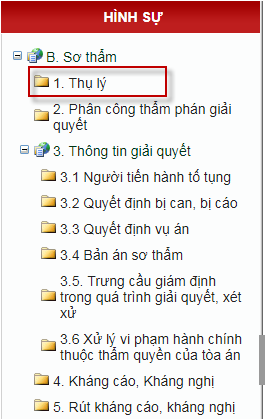 HÌNH SỰ
B. Sơ thẩm
1. Thụ lý
2. Phân công thẩm phán giải
quyết
3. Thông tin giải quyết
3.1 Người tiến hành tố tụng
3.2 Quyết định bị can, bị cáo
3.3 Quyết định vụ án
3.4 Bản án sơ thẩm
3.5. Trưng cầu giám định
trong quá trình giải quyết, xét
xử
3.6 Xử lý vi phạm hành chính
thuộc thẩm quyền của tòa án
4. Kháng cáo, Kháng nghị
5. Rút kháng cáo, kháng nghị